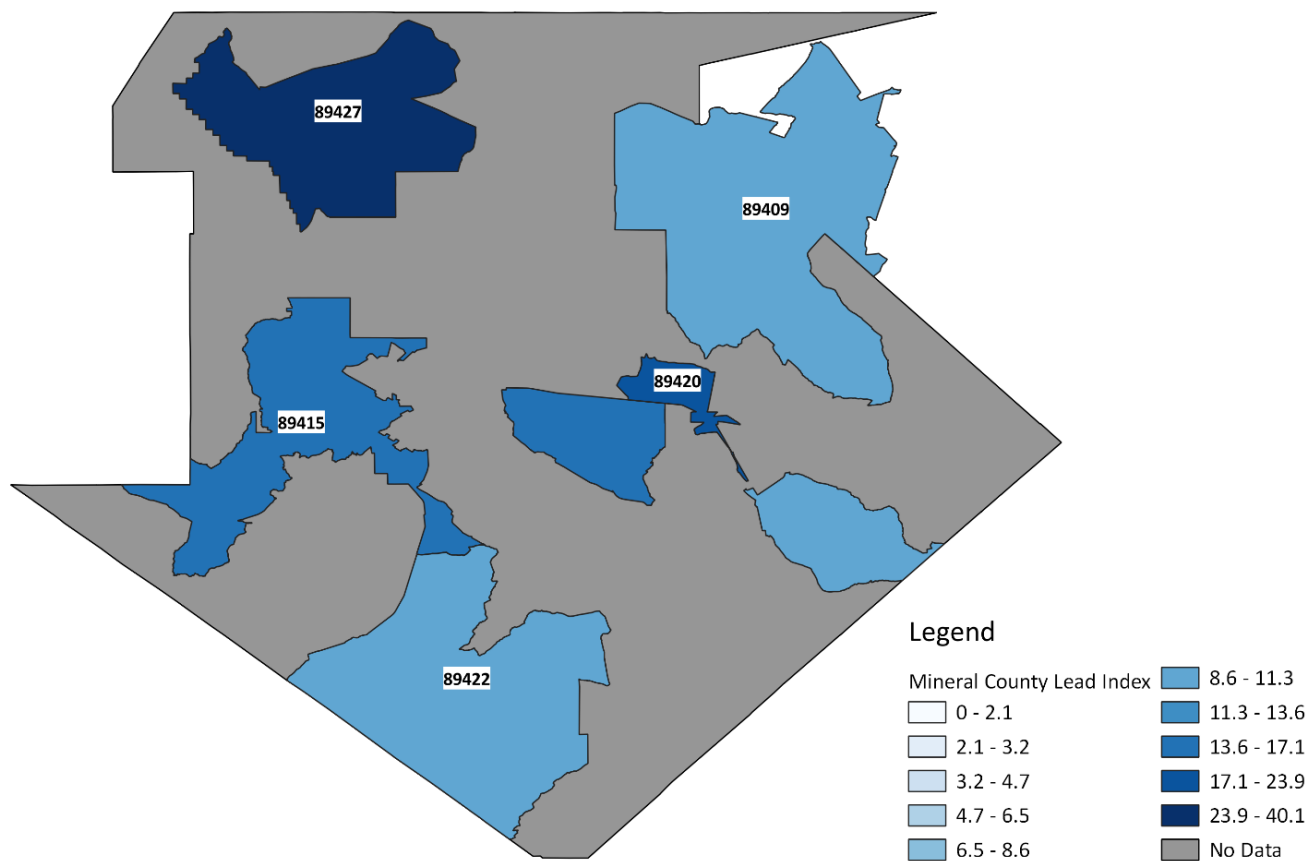 89427
89409
89420
89415
89422
Legend
Mineral County Lead Index
0 - 2.1
2.1 - 3.2
3.2 - 4.7
4.7 - 6.5
6.5 - 8.6
8.6 - 11.3
11.3 - 13.6
13.6 - 17.1
17.1 - 23.9
23.9 - 40.1
No Data